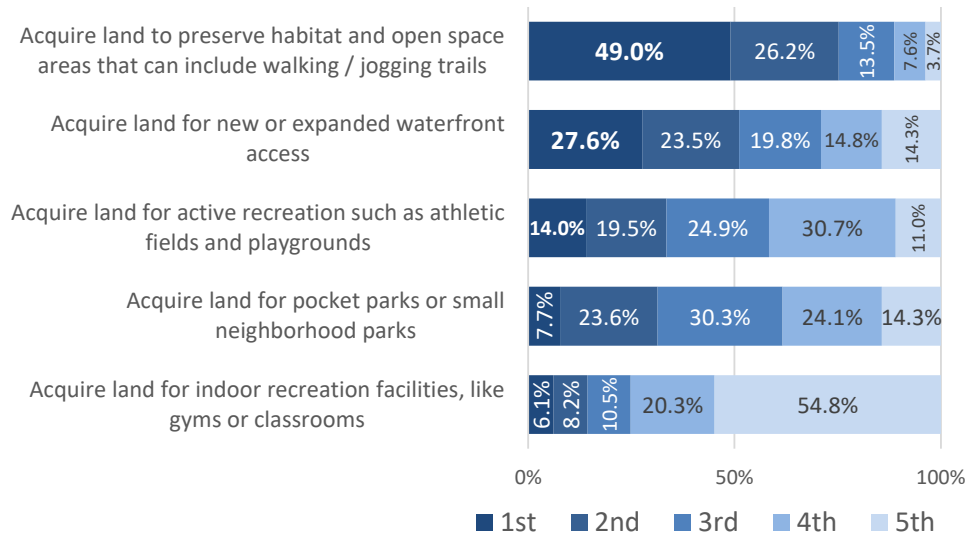 Acquire land to preserve habitat and open space
areas that can include walking / jogging trails
49.0% 26.2% 13.5% 7.6% 3.7%
Acquire land for new or expanded waterfront
access
27.6% 23.5% 19.8% 14.8% 14.3%
Acquire land for active recreation such as athletic
fields and playgrounds
14.0% 19.5% 24.9% 30.7% 11.0%
Acquire land for pocket parks or small
neighborhood parks
7.7% 23.6% 30.3% 24.1% 14.3%
Acquire land for indoor recreation facilities, like
gyms or classrooms
6.1% 8.2% 10.5% 20.3% 54.8%
0% 50% 100%
1st 2nd 3rd 4th 5th